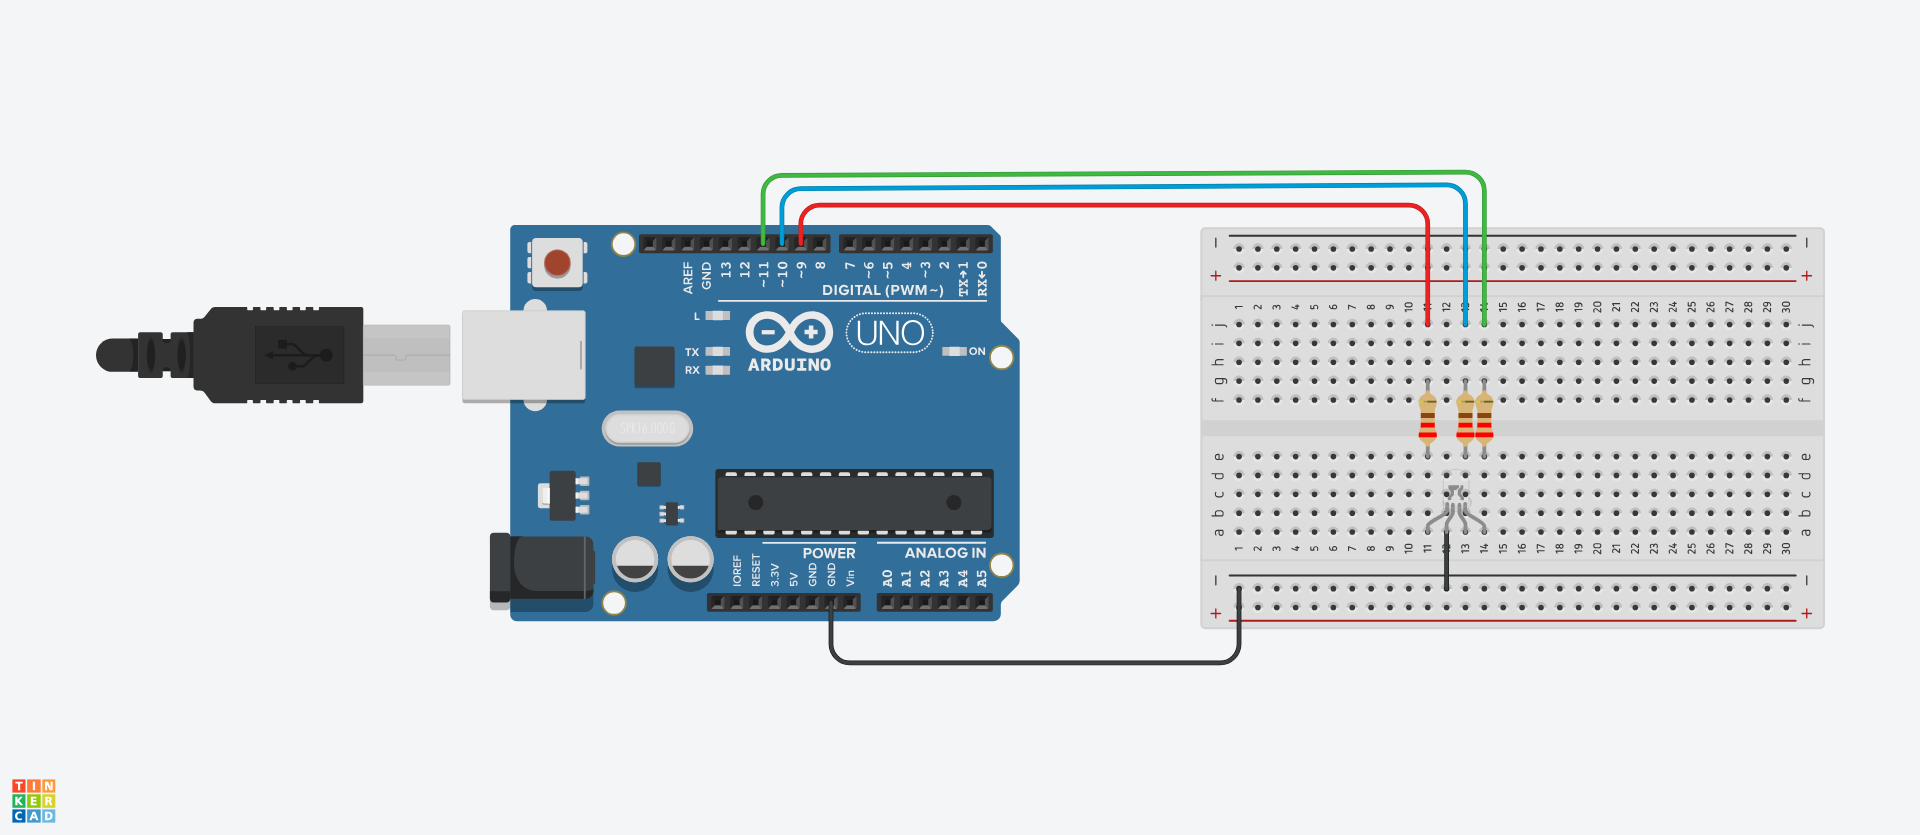 AREF GND 13 12 ~11 ~10 ~9 8 7 ~6 ~5 4 ~3 2 TX→1 RX←0
DIGITAL (PWM~)
L
TX
RX
ARDUINO
UNO
ON
SPK16.000G
POWER
ANALOG IN
IOREF RESET 3.3V 5V GND GND Vin A0 A1 A2 A3 A4 A5
− −
+ +
1 2 3 4 5 6 7 8 9 10 11 12 13 14 15 16 17 18 19 20 21 22 23 24 25 26 27 28 29 30
j j
i i
h h
g g
f f
e e
d d
c c
b b
a a
1 2 3 4 5 6 7 8 9 10 11 12 13 14 15 16 17 18 19 20 21 22 23 24 25 26 27 28 29 30
− −
+ +
TIN
KER
CAD